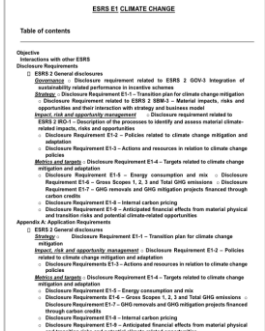 ESRS E1 CLIMATE CHANGE
Table of contents
Objective
Interactions with other ESRS
Disclosure Requirements
ESRS 2 General disclosures
Governance ○ Disclosure requirement related to ESRS 2 GOV-3 Integration of
sustainability related performance in incentive schemes
Strategy ○ Disclosure Requirement E1-1 – Transition plan for climate change mitigation
○ Disclosure Requirement related to ESRS 2 SBM-3 – Material impacts, risks and
opportunities and their interaction with strategy and business model
Impact, risk and opportunity management ○ Disclosure requirement related to
ESRS 2 IRO-1 – Description of the processes to identify and assess material climate-
related impacts, risks and opportunities
○ Disclosure Requirement E1-2 – Policies related to climate change mitigation and
adaptation
○ Disclosure Requirement E1-3 – Actions and resources in relation to climate change
policies
Metrics and targets ○ Disclosure Requirement E1-4 – Targets related to climate change
mitigation and adaptation
○ Disclosure Requirement E1-5 – Energy consumption and mix ○ Disclosure
Requirement E1-6 – Gross Scopes 1, 2, 3 and Total GHG emissions ○ Disclosure
Requirement E1-7 – GHG removals and GHG mitigation projects financed through
carbon credits
○ Disclosure Requirement E1-8 – Internal carbon pricing
○ Disclosure Requirement E1-9 – Anticipated financial effects from material physical
and transition risks and potential climate-related opportunities
Appendix A: Application Requirements
ESRS 2 General disclosures
Strategy ○ Disclosure Requirement E1-1 – Transition plan for climate change
mitigation
Impact, risk and opportunity management ○ Disclosure Requirement E1-2 – Policies
related to climate change mitigation and adaptation
○ Disclosure Requirement E1-3 – Actions and resources in relation to climate change
policies
Metrics and targets ○ Disclosure Requirement E1-4 – Targets related to climate change
mitigation and adaptation
○ Disclosure Requirement E1-5 – Energy consumption and mix
○ Disclosure Requirements E1-6 – Gross Scopes 1, 2, 3 and Total GHG emissions ○
Disclosure Requirement E1-7 – GHG removals and GHG mitigation projects financed
through carbon credits
○ Disclosure Requirement E1-8 – Internal carbon pricing
○ Disclosure Requirement E1-9 – Anticipated financial effects from material physical